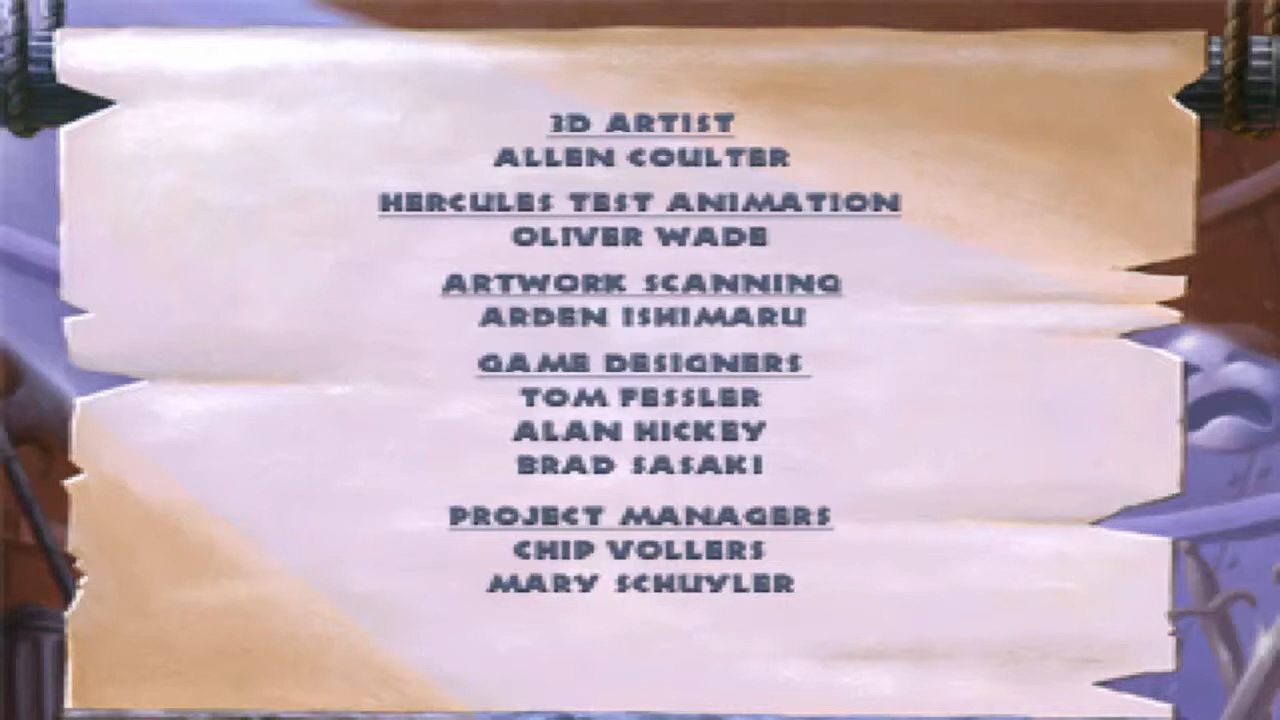 3D ARTIST
ALLEN COULTER
HERCULES TEST ANIMATION
OLIVER WADE
ARTWORK SCANNING
ARDEN ISHIMARU
GAME DESIGNERS
TOM FESSLER
ALAN HICKEY
BRAD SASAKI
PROJECT MANAGERS
CHIP VOLLERS
MARY SCHUYLER